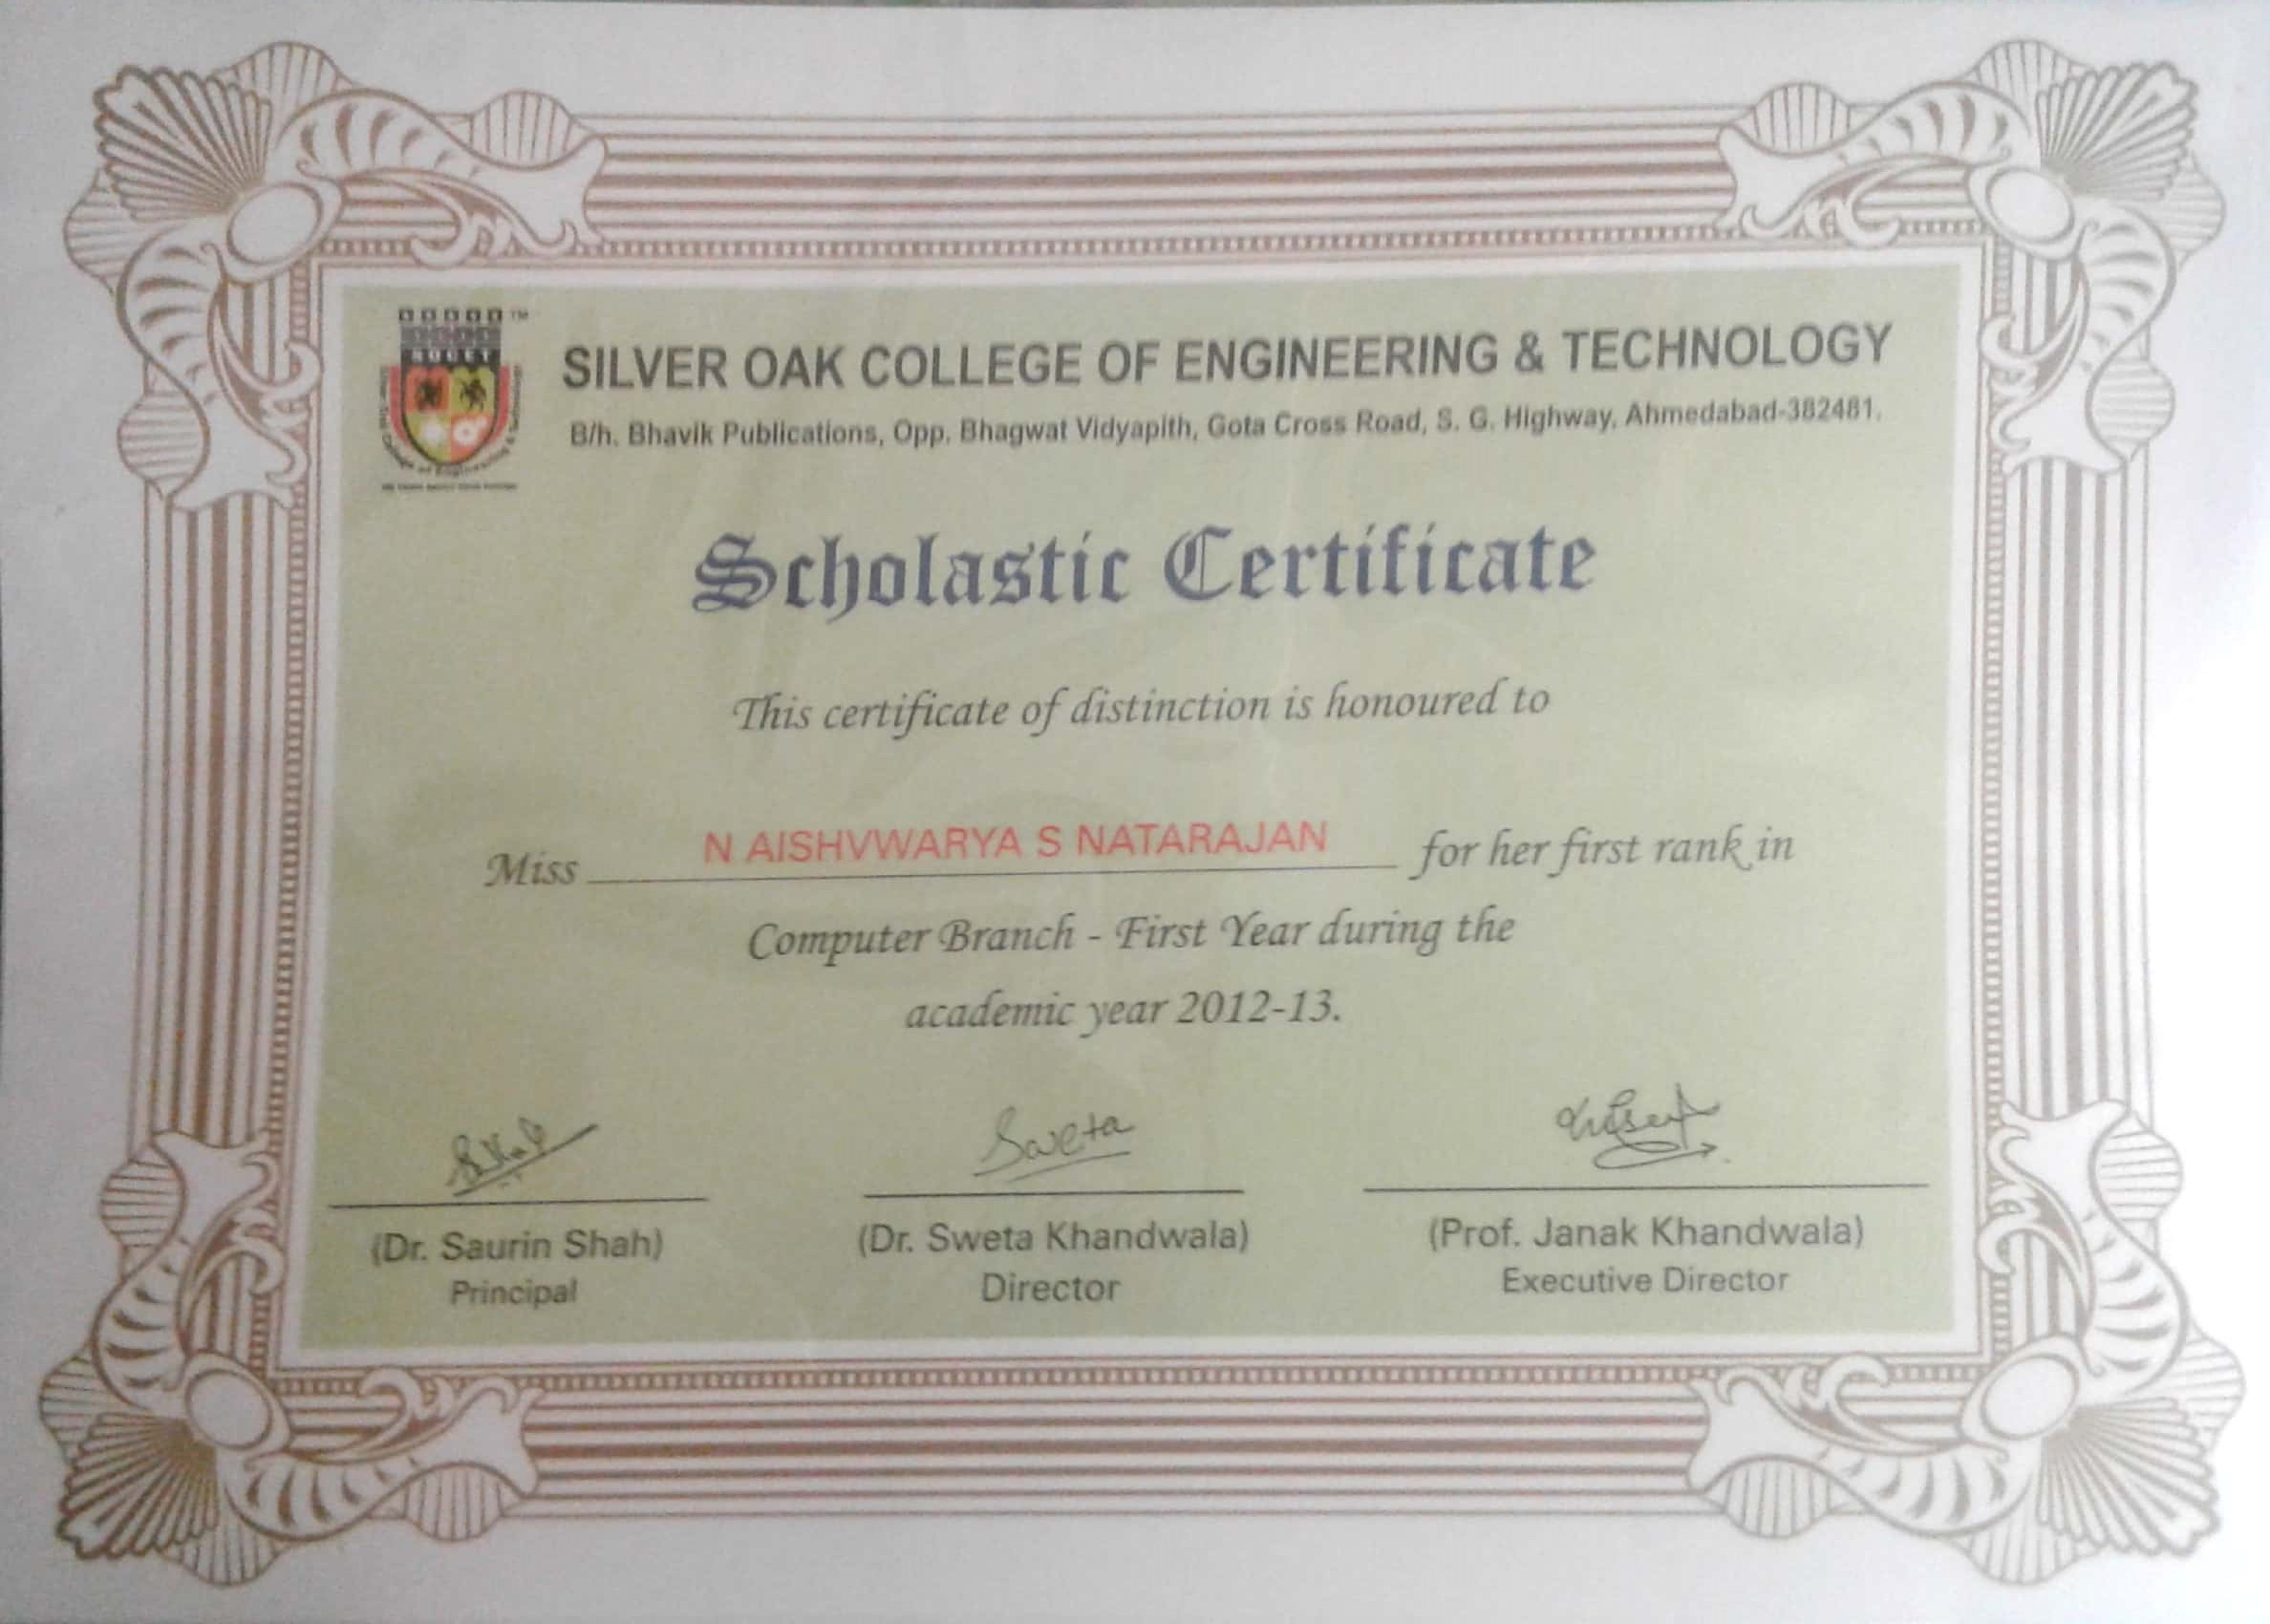 SILVER OAK COLLEGE OF ENGINEERING & TECHNOLOGY
B/h. Bhavik Publications, Opp. Bhagwat Vidyapith, Gota Cross Road, S. G. Highway, Ahmedabad-382481.
Scholastic Certificate
This certificate of distinction is honoured to
Miss N AISHVWARYA S NATARAJAN for her first rank in
Computer Branch - First Year during the
academic year 2012-13.
Sweta
(Dr. Saurin Shah) (Dr. Sweta Khandwala) (Prof. Janak Khandwala)
Principal Director Executive Director